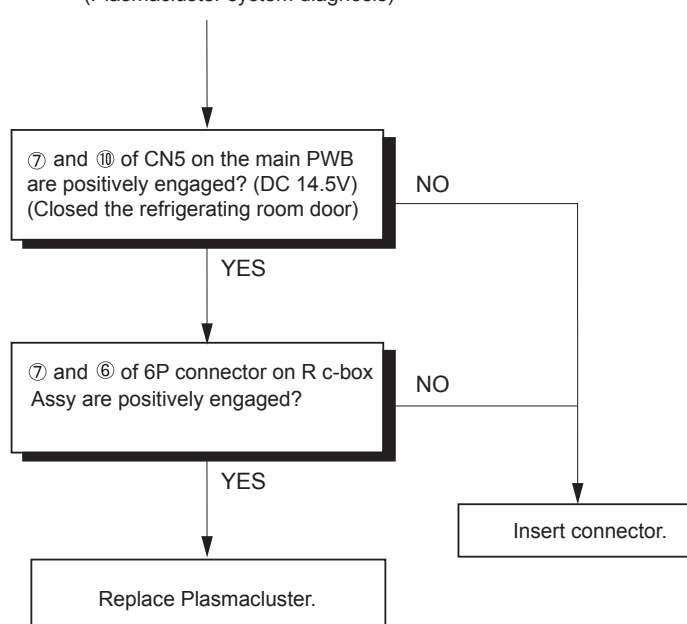 (Plasmacluster system diagnosis)
⑦ and ⑩ of CN5 on the main PWB
are positively engaged? (DC 14.5V)
(Closed the refrigerating room door)
NO
YES
⑦ and ⑥ of 6P connector on R c-box
Assy are positively engaged?
NO
YES
Insert connector.
Replace Plasmacluster.